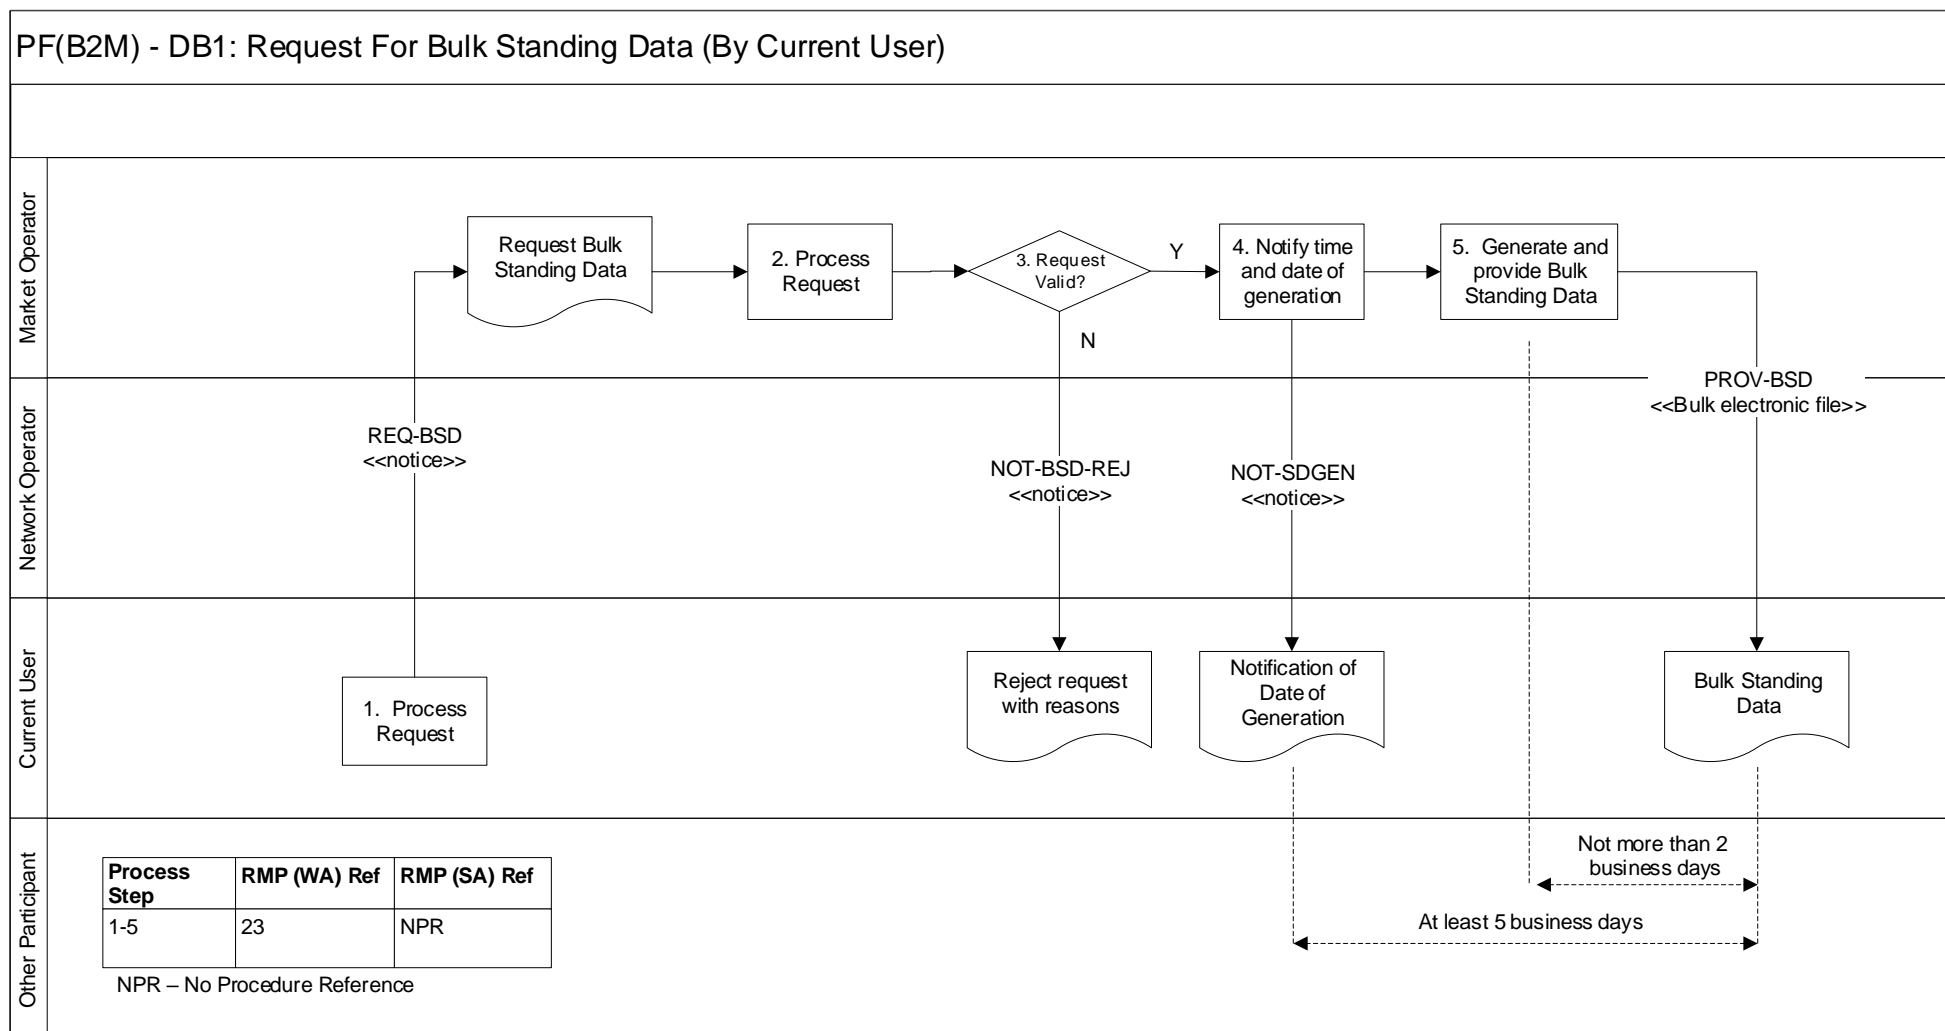 PF(B2M) - DB1: Request For Bulk Standing Data (By Current User)
Market Operator
Request Bulk
Standing Data
2. Process
Request
3. Request
Valid?
Y
N
4. Notify time
and date of
generation
5. Generate and
provide Bulk
Standing Data
Network Operator
REQ-BSD
<<notice>>
NOT-BSD-REJ
<<notice>>
NOT-SDGEN
<<notice>>
PROV-BSD
<<Bulk electronic file>>
Current User
1. Process
Request
Reject request
with reasons
Notification of
Date of
Generation
Bulk Standing
Data
Other Participant
Process
Step
RMP (WA) Ref
RMP (SA) Ref
1-5
23
NPR
NPR – No Procedure Reference
Not more than 2
business days
At least 5 business days